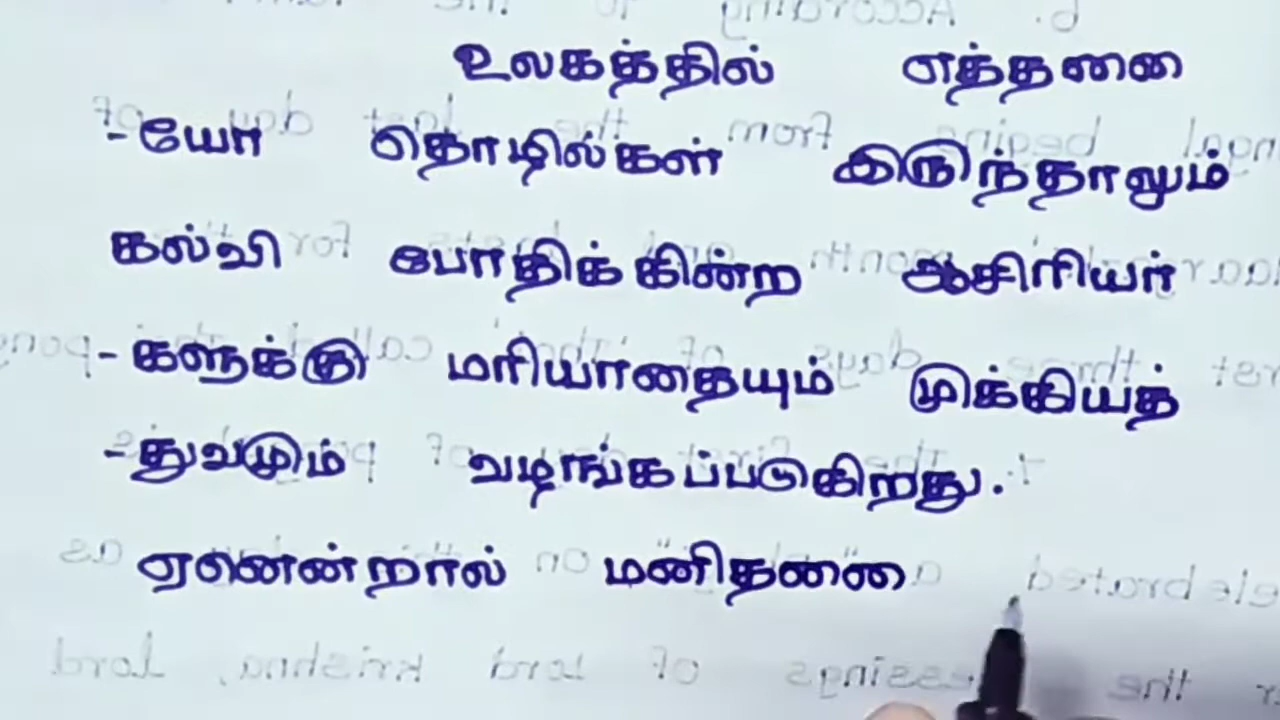 உலகத்தில் எத்தனை
-யோ தொழில்கள் இருந்தாலும்
கல்வி போதிக்கின்ற ஆசிரியர்
-களுக்கு மரியாதையும் முக்கியத்
-துவமும் வழங்கப்படுகிறது.
ஏனென்றால் மனிதனை